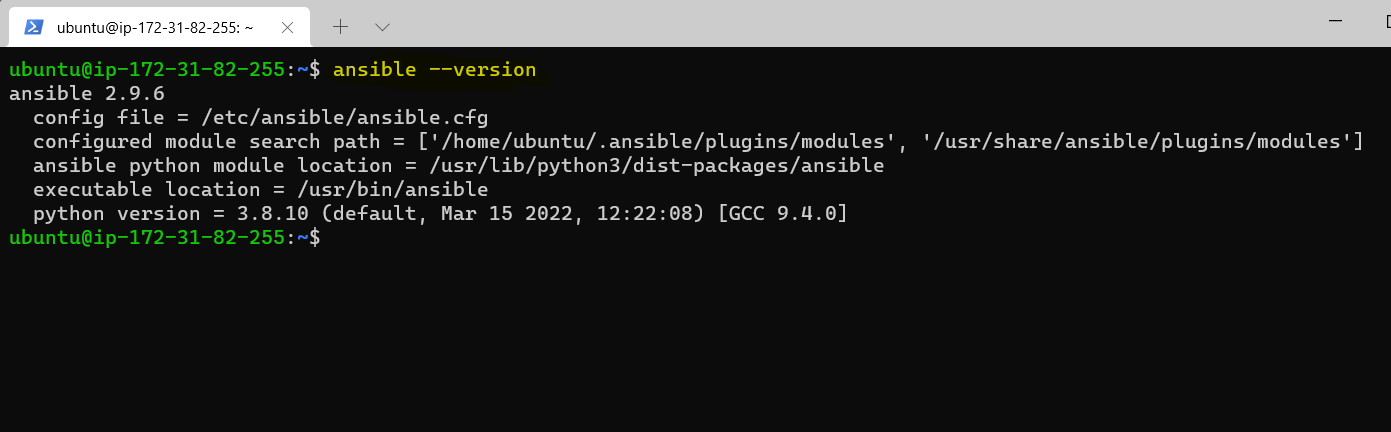 ubuntu@ip-172-31-82-255: ~
ubuntu@ip-172-31-82-255:~$ ansible --version
ansible 2.9.6
  config file = /etc/ansible/ansible.cfg
  configured module search path = ['/home/ubuntu/.ansible/plugins/modules', '/usr/share/ansible/plugins/modules']
  ansible python module location = /usr/lib/python3/dist-packages/ansible
  executable location = /usr/bin/ansible
  python version = 3.8.10 (default, Mar 15 2022, 12:22:08) [GCC 9.4.0]
ubuntu@ip-172-31-82-255:~$